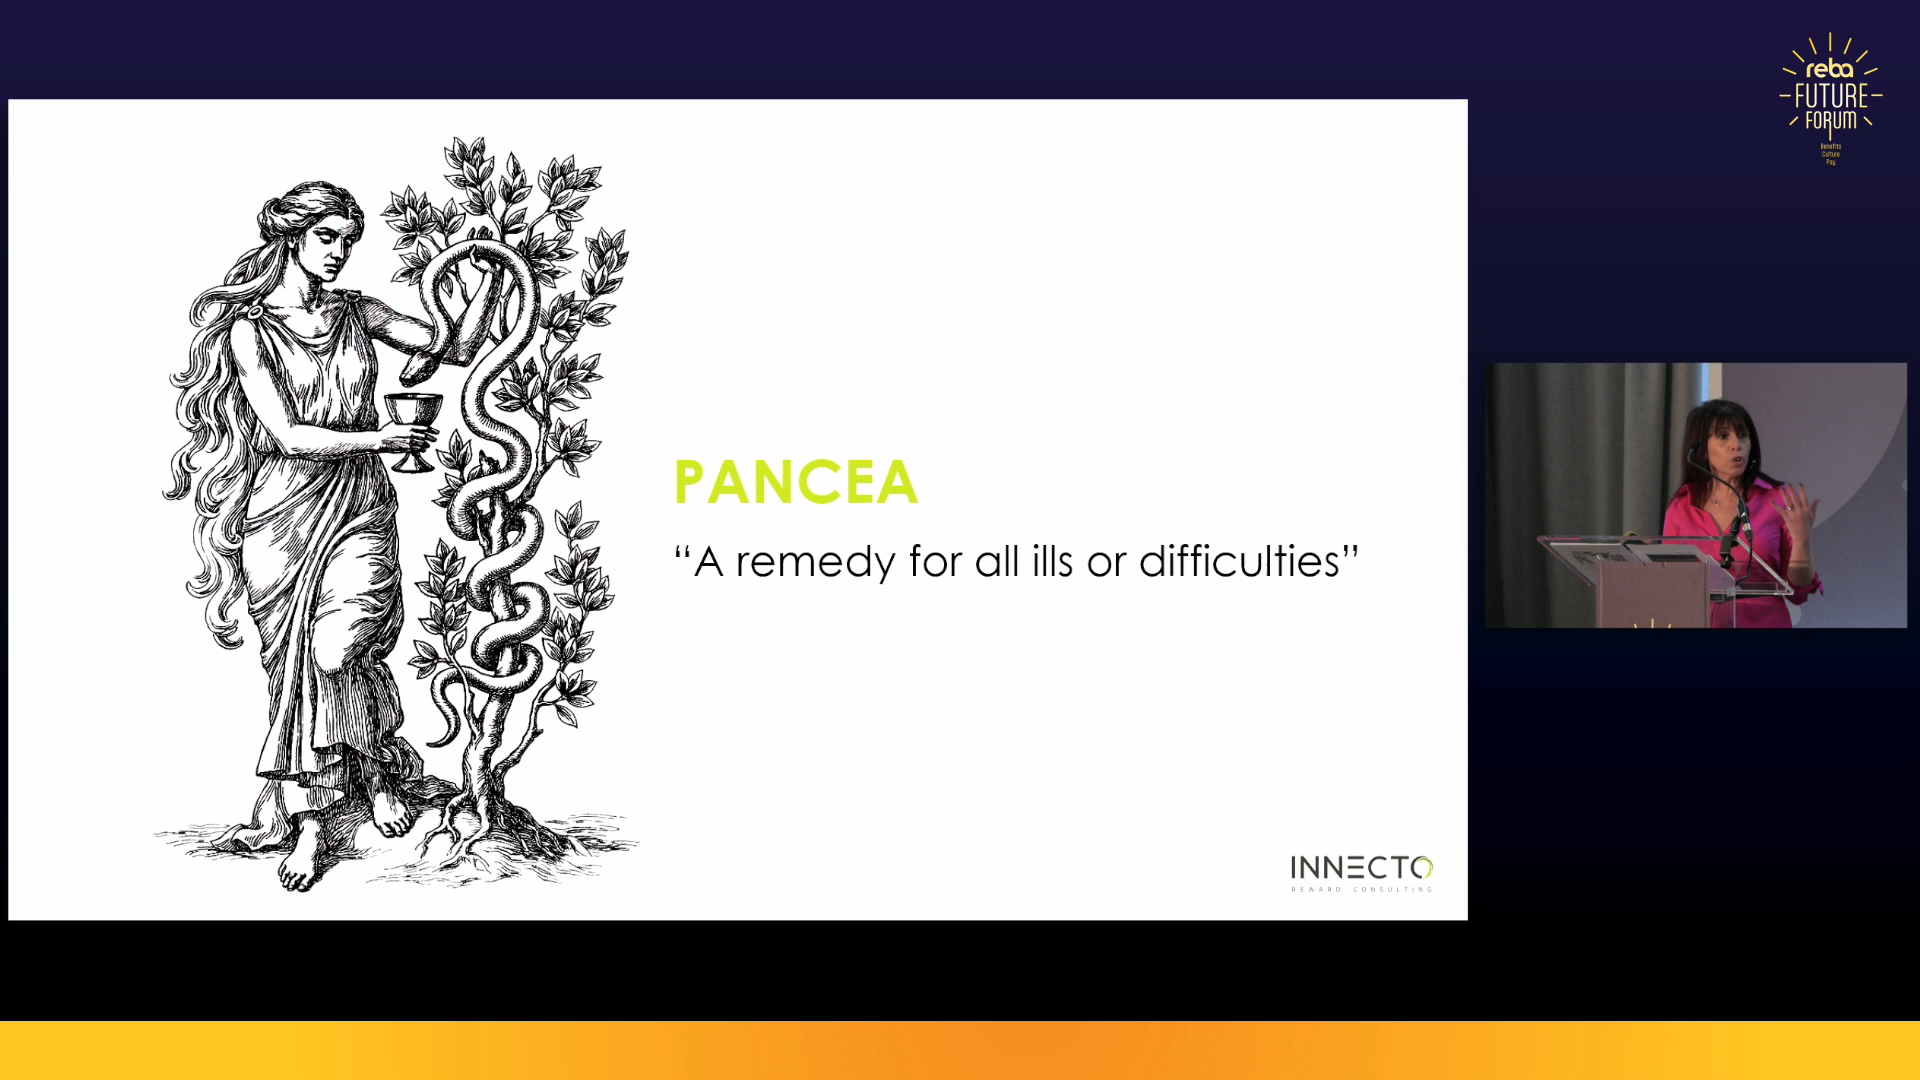 reba
FUTURE
FORUM
Benefits
Culture
Pay
PANCEA
“A remedy for all ills or difficulties”
INNECTO
REWARD CONSULTING